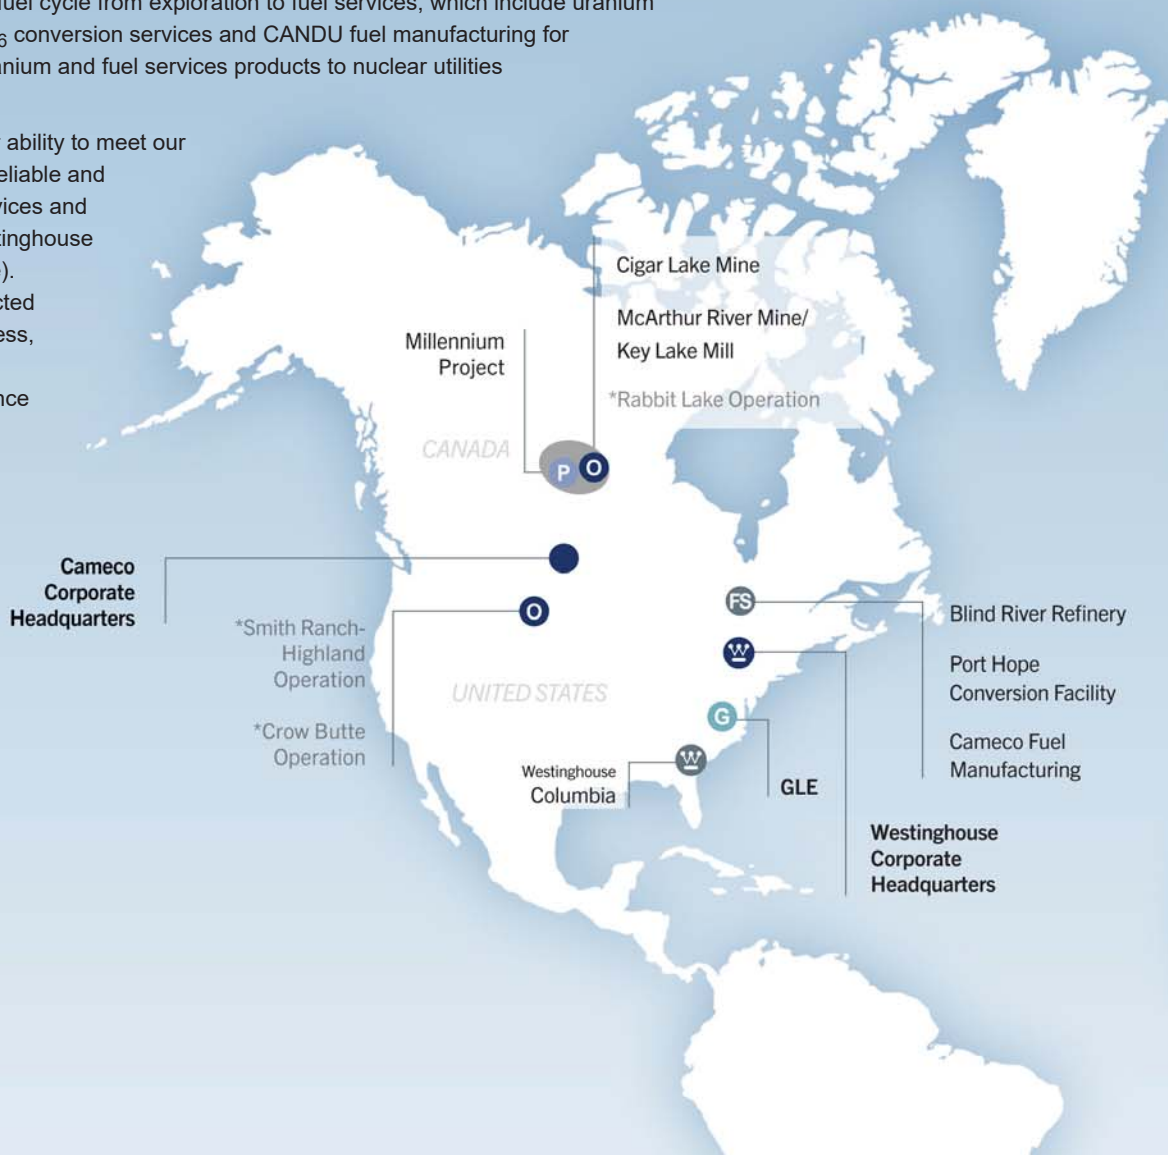 fuel cycle from exploration to fuel services, which include uranium
6 conversion services and CANDU fuel manufacturing for
anium and fuel services products to nuclear utilities
ability to meet our
eliable and
vices and
tinghouse
).
cted
ess,
nce
Cigar Lake Mine
McArthur River Mine/
Key Lake Mill
*Rabbit Lake Operation
Millennium
Project
CANADA
P
O
Cameco
Corporate
Headquarters
O
*Smith Ranch-
Highland
Operation
*Crow Butte
Operation
UNITED STATES
FS
Blind River Refinery
Port Hope
Conversion Facility
Cameco Fuel
Manufacturing
W
G
W
Westinghouse
Columbia
GLE
Westinghouse
Corporate
Headquarters